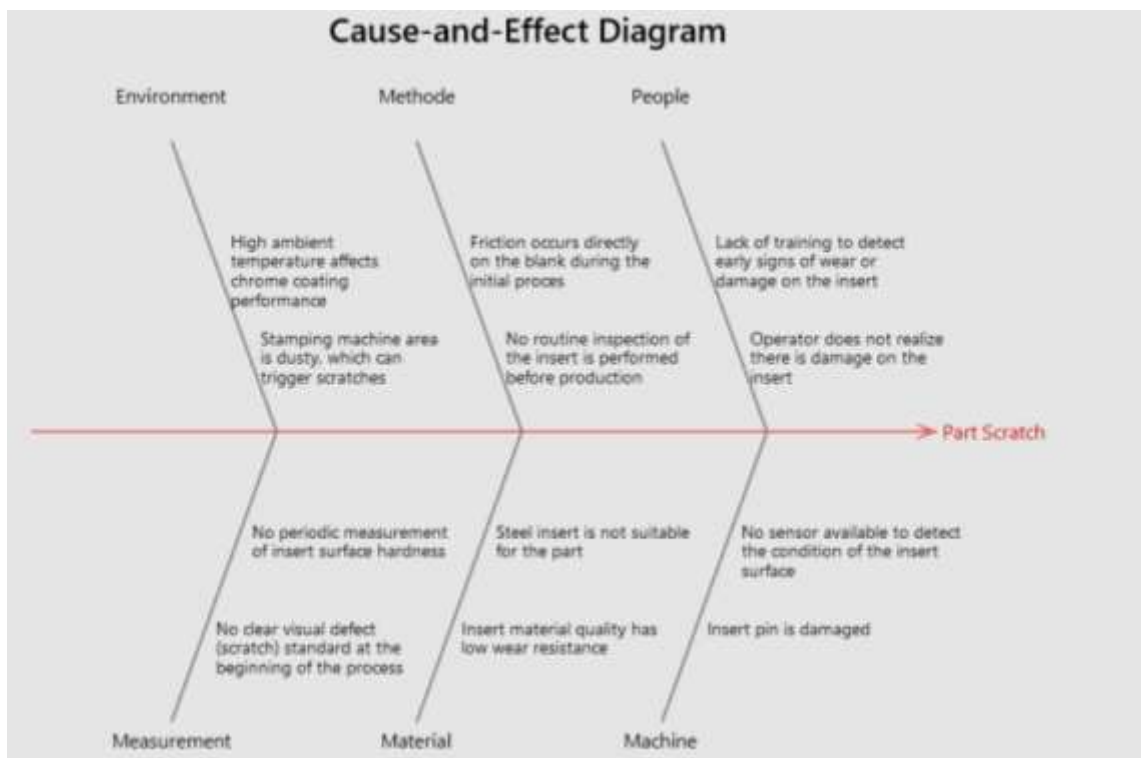 Cause-and-Effect Diagram
Environment
Methode
People
High ambient
temperature affects
chrome coating
performance
Friction occurs directly
on the blank during the
initial proces
Lack of training to detect
early signs of wear or
damage on the insert
Stamping machine area
is dusty, which can
trigger scratches
No routine inspection of
the insert is performed
before production
Operator does not realize
there is damage on the
insert
Part Scratch
No periodic measurement
of insert surface hardness
Steel insert is not suitable
for the part
No sensor available to detect
the condition of the insert
surface
No clear visual defect
(scratch) standard at the
beginning of the process
Insert material quality has
low wear resistance
Insert pin is damaged
Measurement
Material
Machine